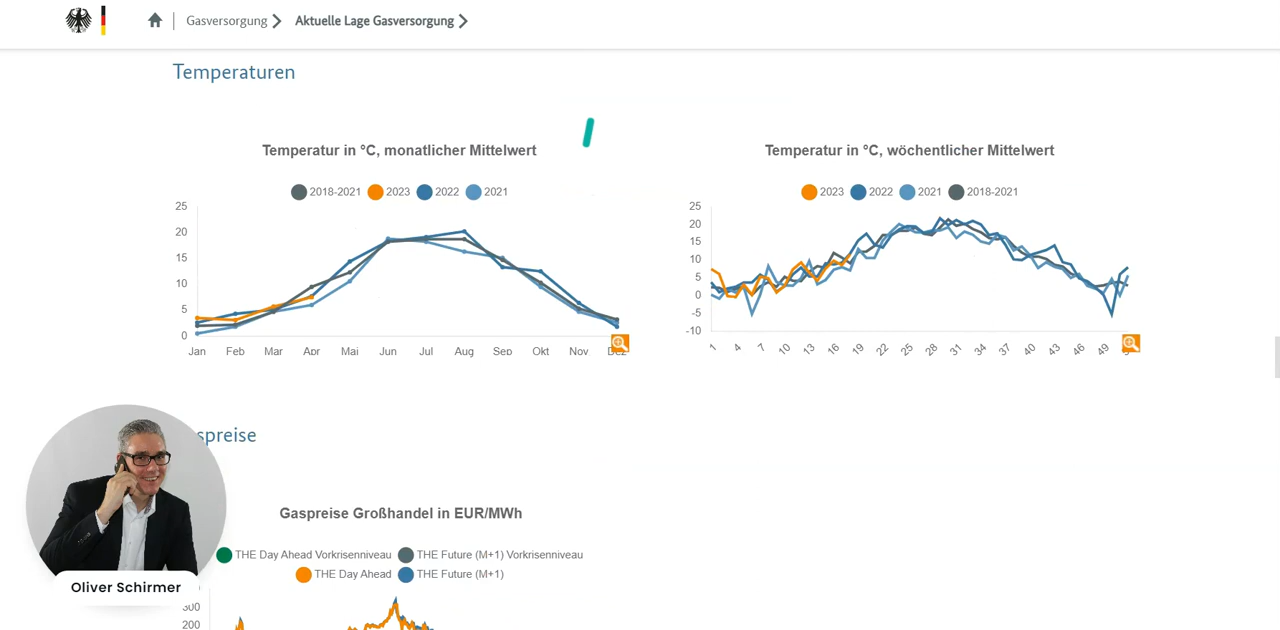 Gasversorgung Aktuelle Lage Gasversorgung
Temperaturen
Temperatur in °C, monatlicher Mittelwert
2018-2021 2023 2022 2021
25
20
15
10
5
0
Jan Feb Mar Apr Mai Jun Jul Aug Sep Okt Nov Dez
Temperatur in °C, wöchentlicher Mittelwert
2023 2022 2021 2018-2021
25
20
15
10
5
0
-5
-10
1 4 7 10 13 16 19 22 25 28 31 34 37 40 43 46 49
spreise
Gaspreise Großhandel in EUR/MWh
THE Day Ahead Vorkrisenniveau THE Future (M+1) Vorkrisenniveau
THE Day Ahead THE Future (M+1)
300
200
Oliver Schirmer